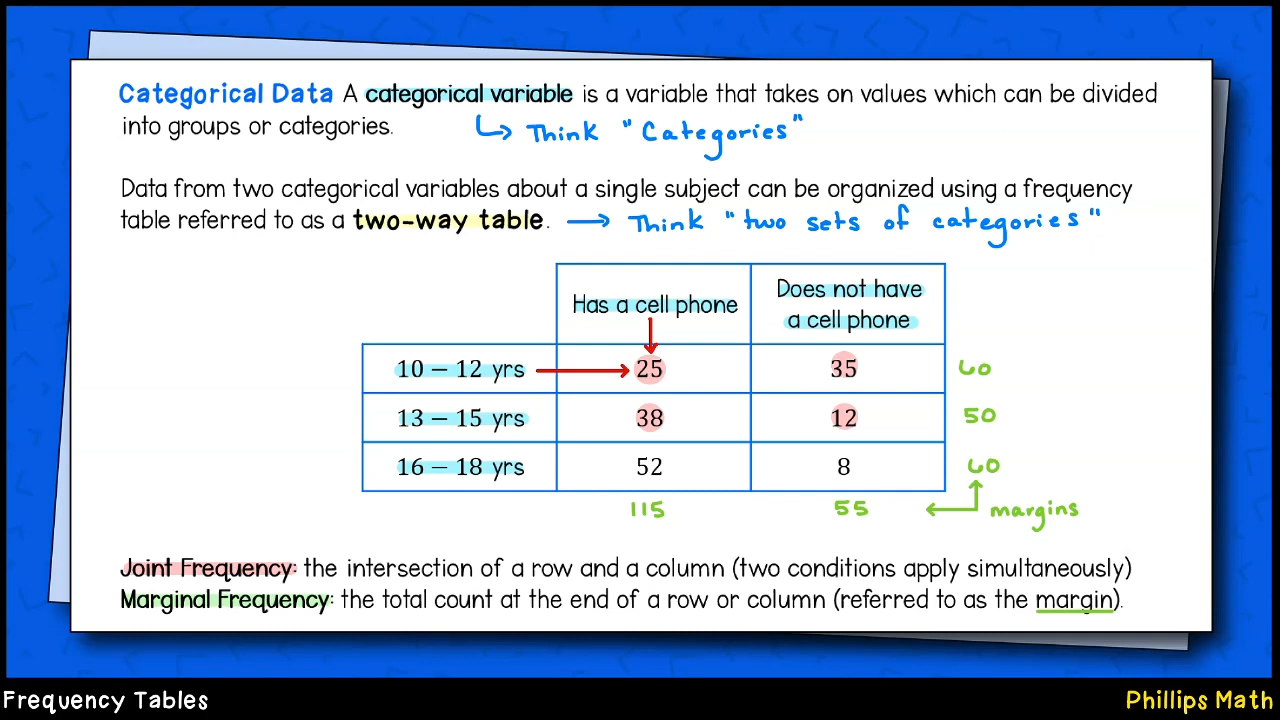 Categorical Data A categorical variable is a variable that takes on values which can be divided
into groups or categories.
Think "Categories"
Data from two categorical variables about a single subject can be organized using a frequency
table referred to as a two-way table.
Think "two sets of categories"
Has a cell phone
Does not have
a cell phone
10 – 12 yrs 25 35 60
13 – 15 yrs 38 12 50
16 – 18 yrs 52 8 60
115 55 margins
Joint Frequency: the intersection of a row and a column (two conditions apply simultaneously)
Marginal Frequency: the total count at the end of a row or column (referred to as the margin).
Frequency Tables
Phillips Math